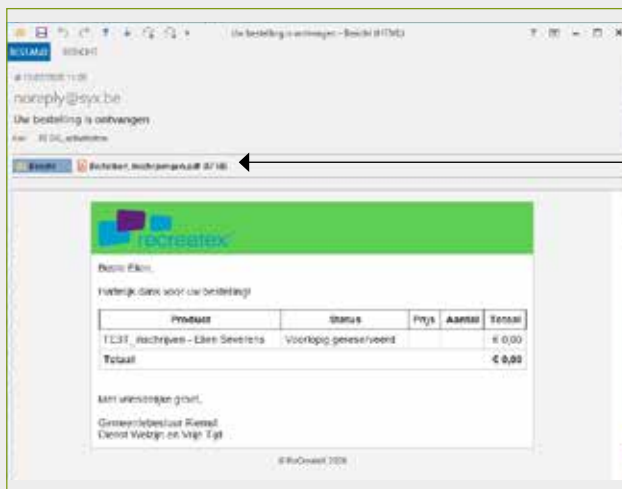 Uw bestelling is ontvangen - Bericht (HTML)
BESTAND BERICHT
noreply@syx.be
Uw bestelling is ontvangen
Bericht
recreatex
Beste Ellen,
Hartelijk dank voor uw bestelling!
Product Status Prijs Aantal Totaal
TEST_inschrijven - Ellen Severens Voorlopig gereserveerd € 0,00
Totaal € 0,00
Met vriendelijke groet,
Gemeentebestuur Riemst
Dienst Welzijn en Vrije Tijd